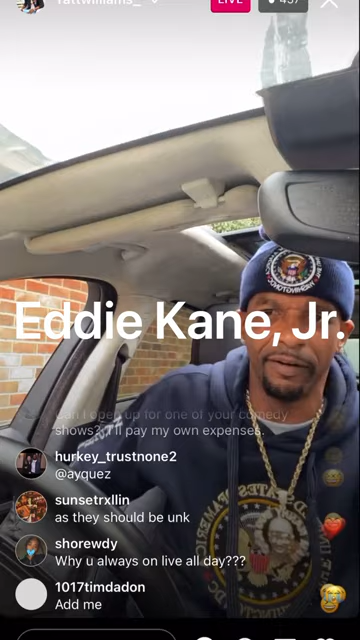 LIVE
Eddie Kane, Jr.
Can I open up for one of your comedy
shows? I'll pay my own expenses.
hurkey_trustnone2
@ayquez
sunsetrxllin
as they should be unk
shorewdy
Why u always on live all day???
1017timdadon
Add me